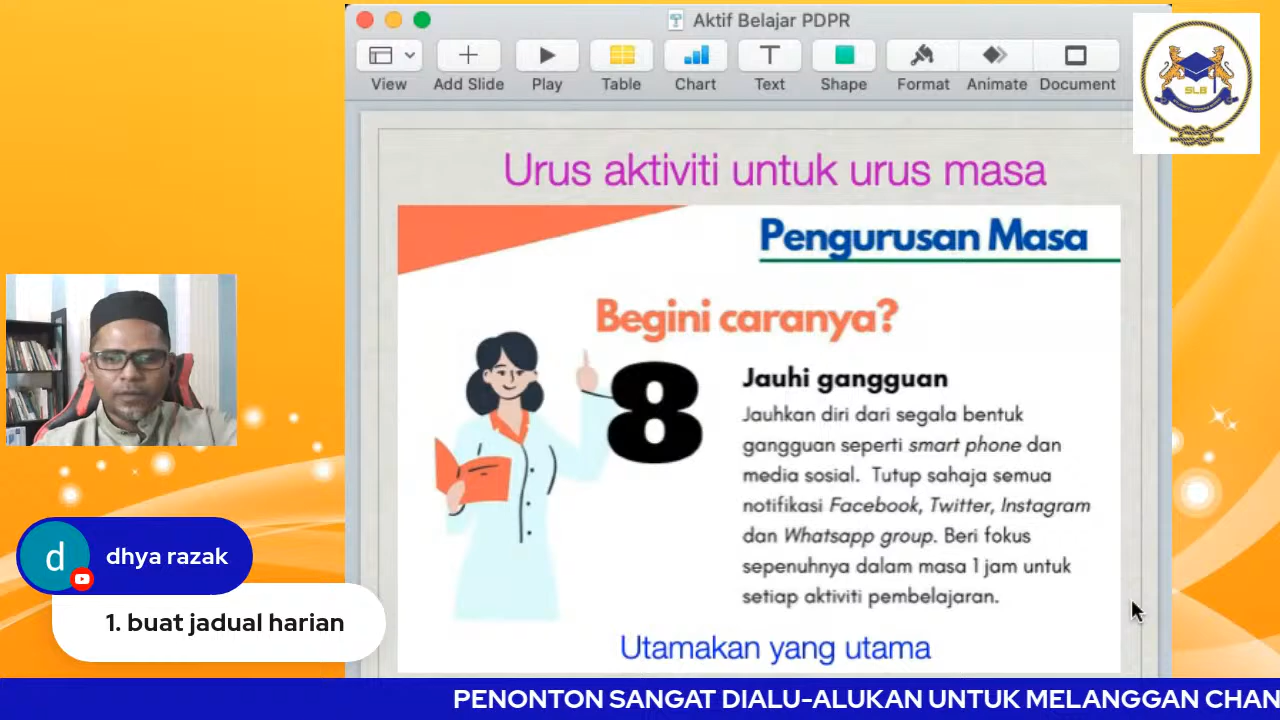 Aktif Belajar PDPR
View
Add Slide
Play
Table
Chart
Text
Shape
Format
Animate
Document
SLB
Urus aktiviti untuk urus masa
Pengurusan Masa
Begini caranya?
8
Jauhi gangguan
Jauhkan diri dari segala bentuk
gangguan seperti smart phone dan
media sosial. Tutup sahaja semua
notifikasi Facebook, Twitter, Instagram
dan Whatsapp group. Beri fokus
sepenuhnya dalam masa 1 jam untuk
setiap aktiviti pembelajaran.
Utamakan yang utama
d
dhya razak
1. buat jadual harian
PENONTON SANGAT DIALU-ALUKAN UNTUK MELANGGAN CHAN